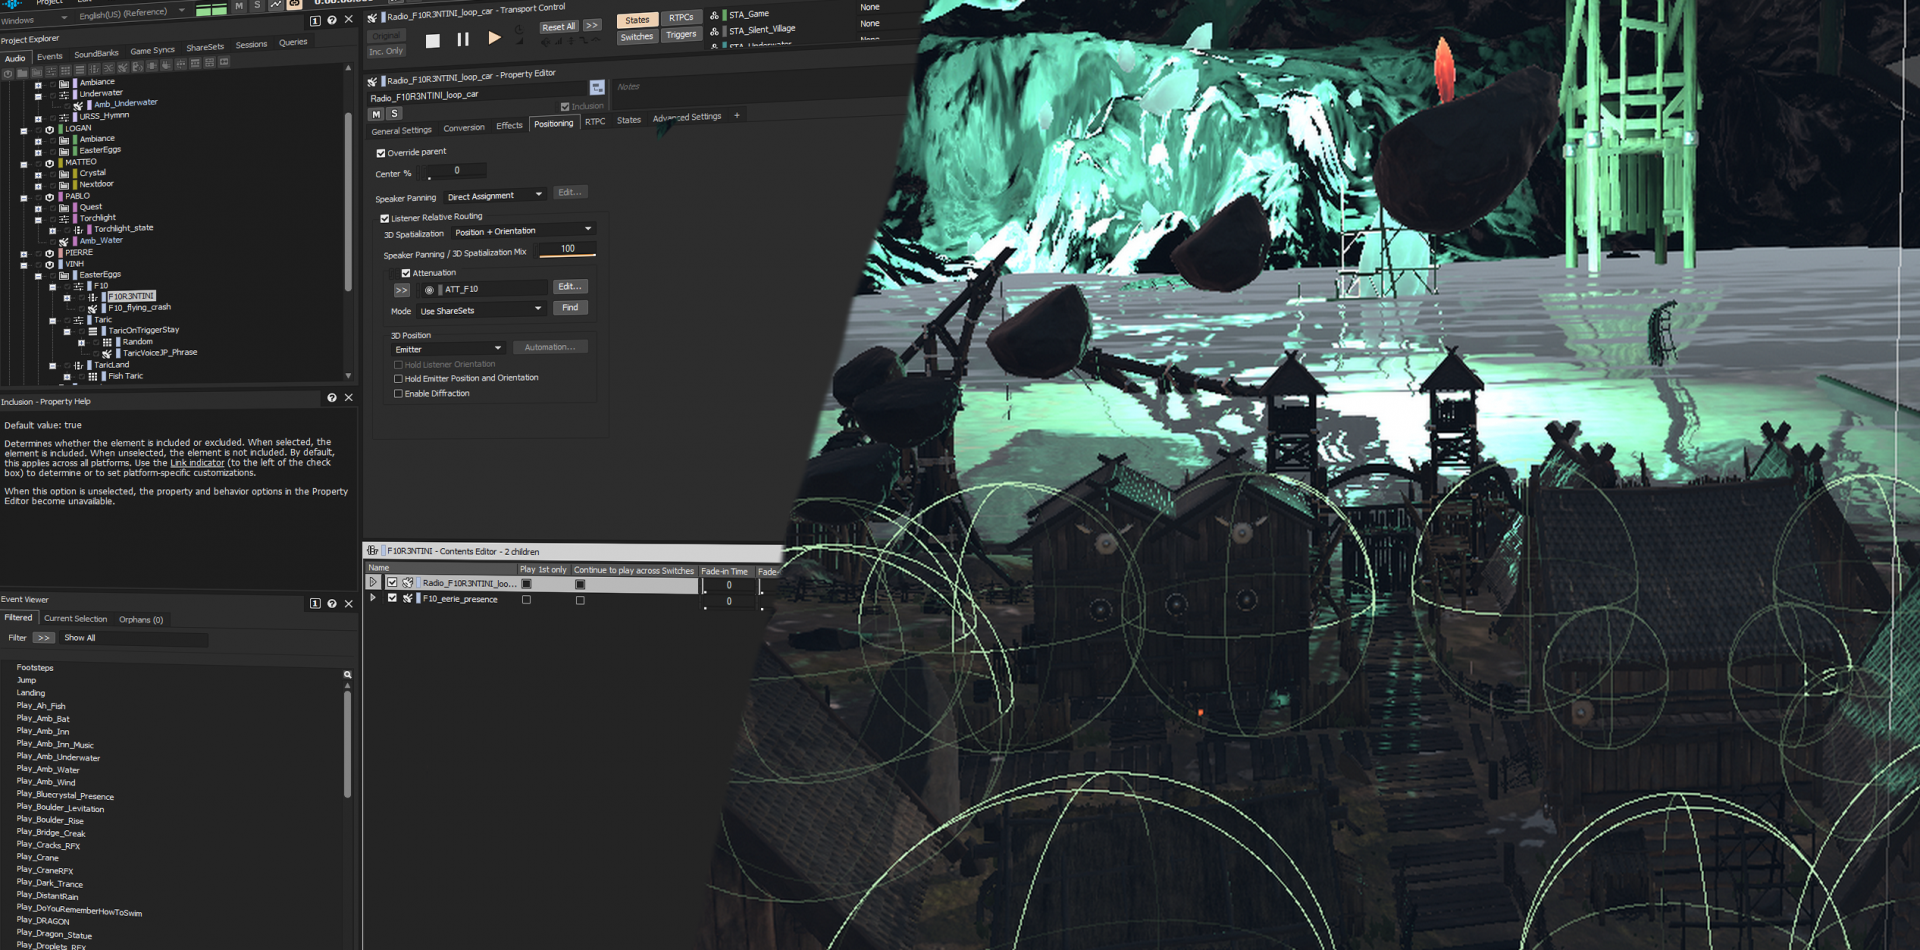 Project
0:00:00.000
Windows
English(US) (Reference)
M S
1 ? X
Project Explorer
Audio Events SoundBanks Game Syncs ShareSets Sessions Queries
Ambiance
Underwater
Amb_Underwater
URSS_Hymn
LOGAN
Ambiance
EasterEggs
MATTEO
Crystal
Nextdoor
PABLO
Quest
Torchlight
Torchlight_state
Amb_Water
PIERRE
VINH
EasterEggs
F10
F10R3NTINI
F10_flying_crash
Taric
TaricOnTriggerStay
Random
TaricVoiceJP_Phrase
TaricLand
Fish Taric
Inclusion - Property Help
Default value: true
Determines whether the element is included or excluded. When selected, the
element is included. When unselected, the element is not included. By default,
this applies across all platforms. Use the Link indicator (to the left of the check
box) to determine or to set platform-specific customizations.
When this option is unselected, the property and behavior options in the Property
Editor become unavailable.
Event Viewer
1 ? X
Filtered Current Selection Orphans (0)
Filter >> Show All
Footsteps
Jump
Landing
Play_Ah_Fish
Play_Amb_Bat
Play_Amb_Inn
Play_Amb_Inn_Music
Play_Amb_Underwater
Play_Amb_Water
Play_Amb_Wind
Play_Bluecrystal_Presence
Play_Boulder_Levitation
Play_Boulder_Rise
Play_Bridge_Creak
Play_Cracks_RFX
Play_Crane
Play_CraneRFX
Play_Dark_Trance
Play_DistantRain
Play_DoYouRememberHowToSwim
Play_DRAGON
Play_Dragon_Statue
Play_Droplets_RFX
Radio_F10R3NTINI_loop_car - Transport Control
Original
Inc. Only
Reset All >>
States RTPCs
Switches Triggers
STA_Game None
STA_Silent_Village None
STA_Underwater None
Radio_F10R3NTINI_loop_car - Property Editor
Radio_F10R3NTINI_loop_car
Notes
Inclusion
M S
General Settings Conversion Effects Positioning RTPC States Advanced Settings +
Override parent
Center % 0
Speaker Panning Direct Assignment Edit...
Listener Relative Routing
3D Spatialization Position + Orientation
Speaker Panning / 3D Spatialization Mix 100
Attenuation
>> ATT_F10 Edit...
Mode Use ShareSets Find
3D Position
Emitter Automation...
Hold Listener Orientation
Hold Emitter Position and Orientation
Enable Diffraction
F10R3NTINI - Contents Editor - 2 children
Name Play 1st only Continue to play across Switches Fade-in Time Fade-
Radio_F10R3NTINI_loo... 0
F10_eerie_presence 0